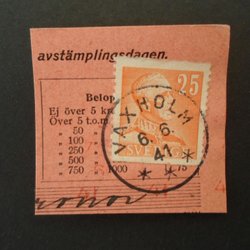 avstämplingsdagen.
Belop
Ej över 5 kr
Över 5 t.o.m.
" 50
" 100
" 250
" 500
" 750 " 1000
25
SVERIGE
VAXHOLM
6.6.
41